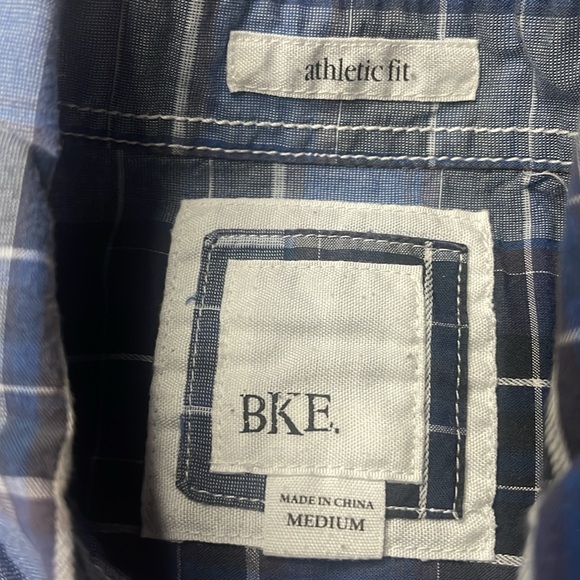 athletic fit
BKE.
MADE IN CHINA
MEDIUM